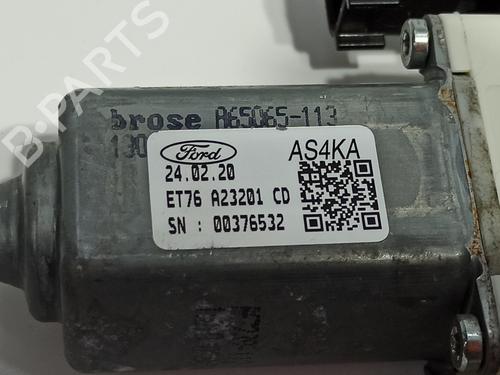 B-PARTS
brose A65065-113
130
Ford AS4KA
24.02.20
ET76 A23201 CD
SN : 00376532